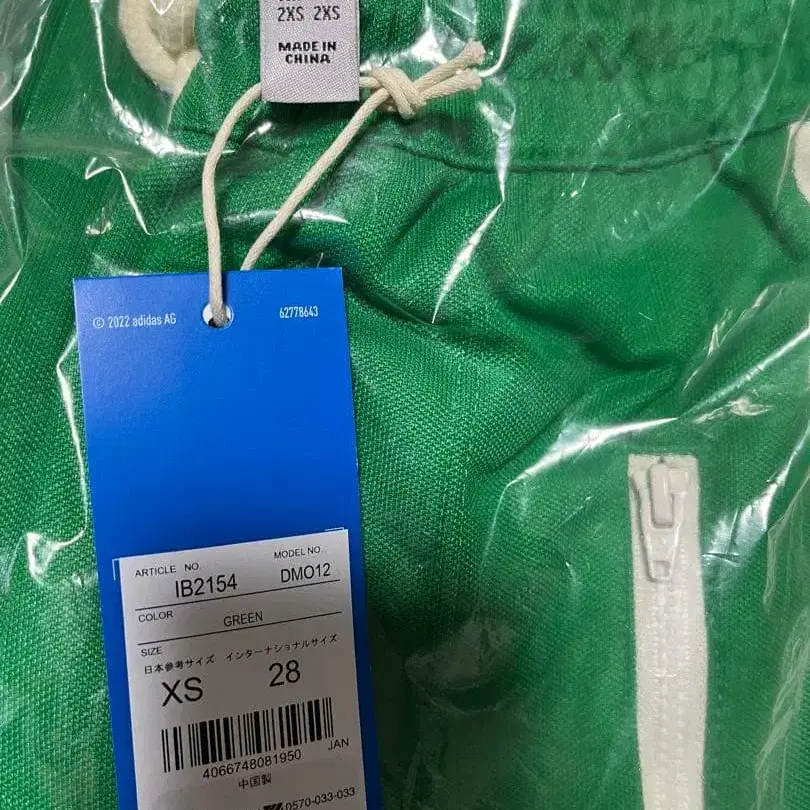 2XS 2XS
MADE IN
CHINA
© 2022 adidas AG
62778643
ARTICLE NO.
MODEL NO.
IB2154
DMO12
COLOR
GREEN
SIZE
日本参考サイズ インターナショナルサイズ
XS 28
4066748081950
JAN
中国製
0570-033-033